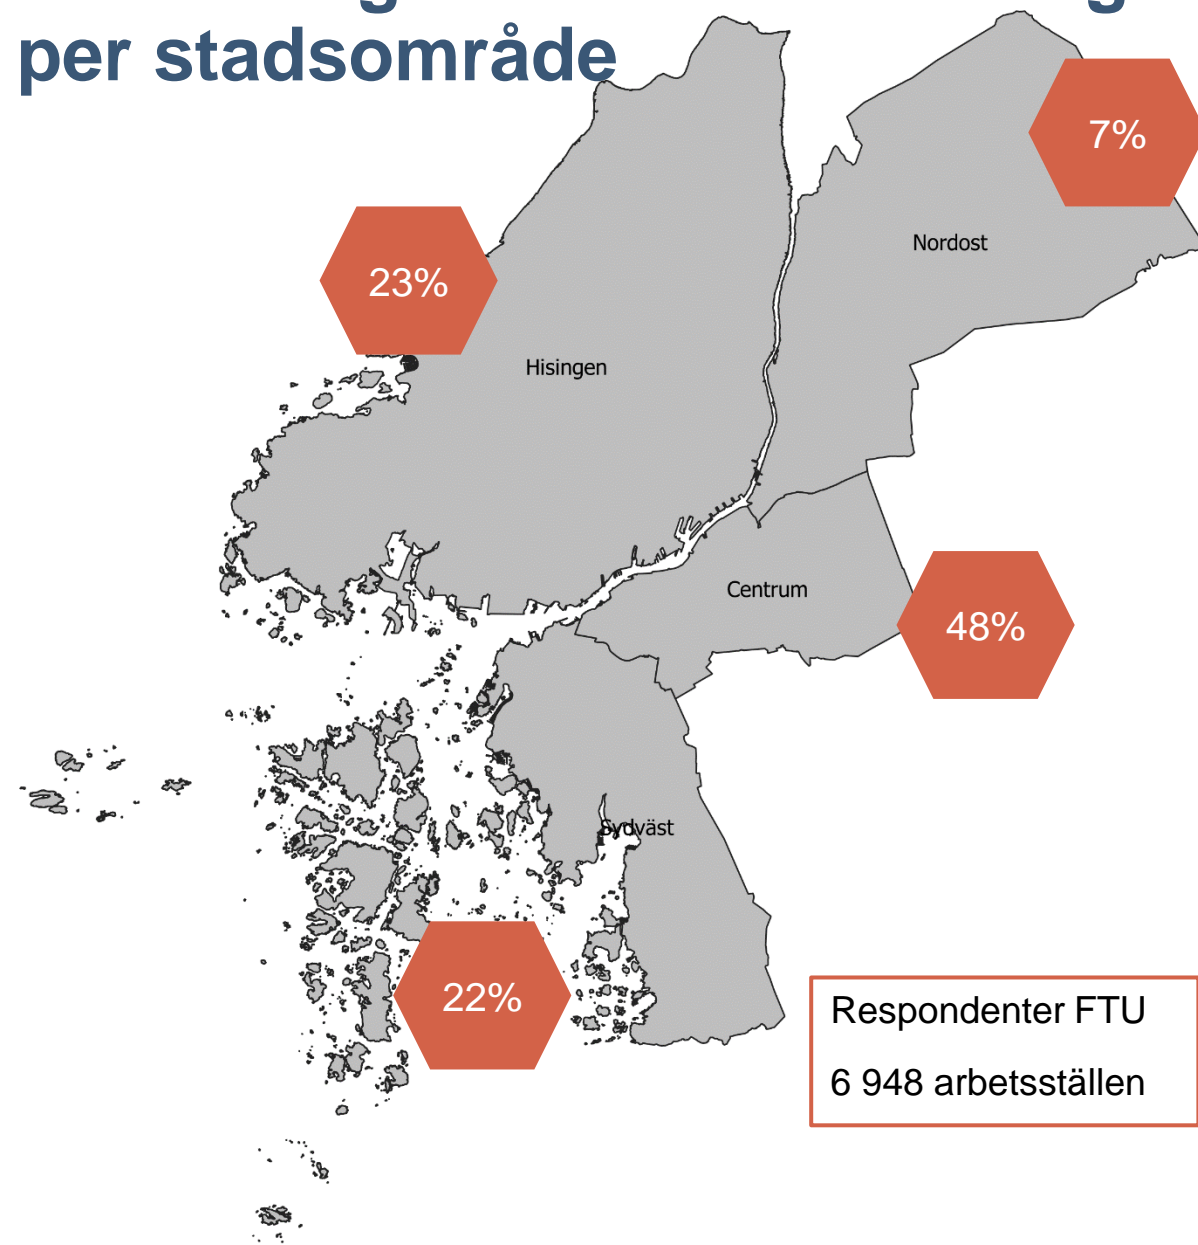 per stadsområde
7%
Nordost
23%
Hisingen
Centrum
48%
Sydväst
22%
Respondenter FTU
6 948 arbetsställen